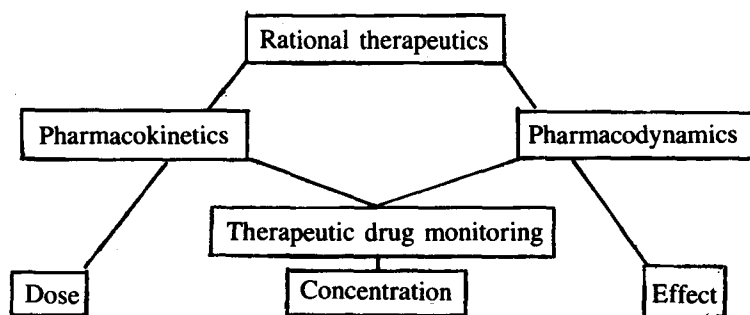 Rational therapeutics
Pharmacokinetics
Pharmacodynamics
Therapeutic drug monitoring
Dose
Concentration
Effect